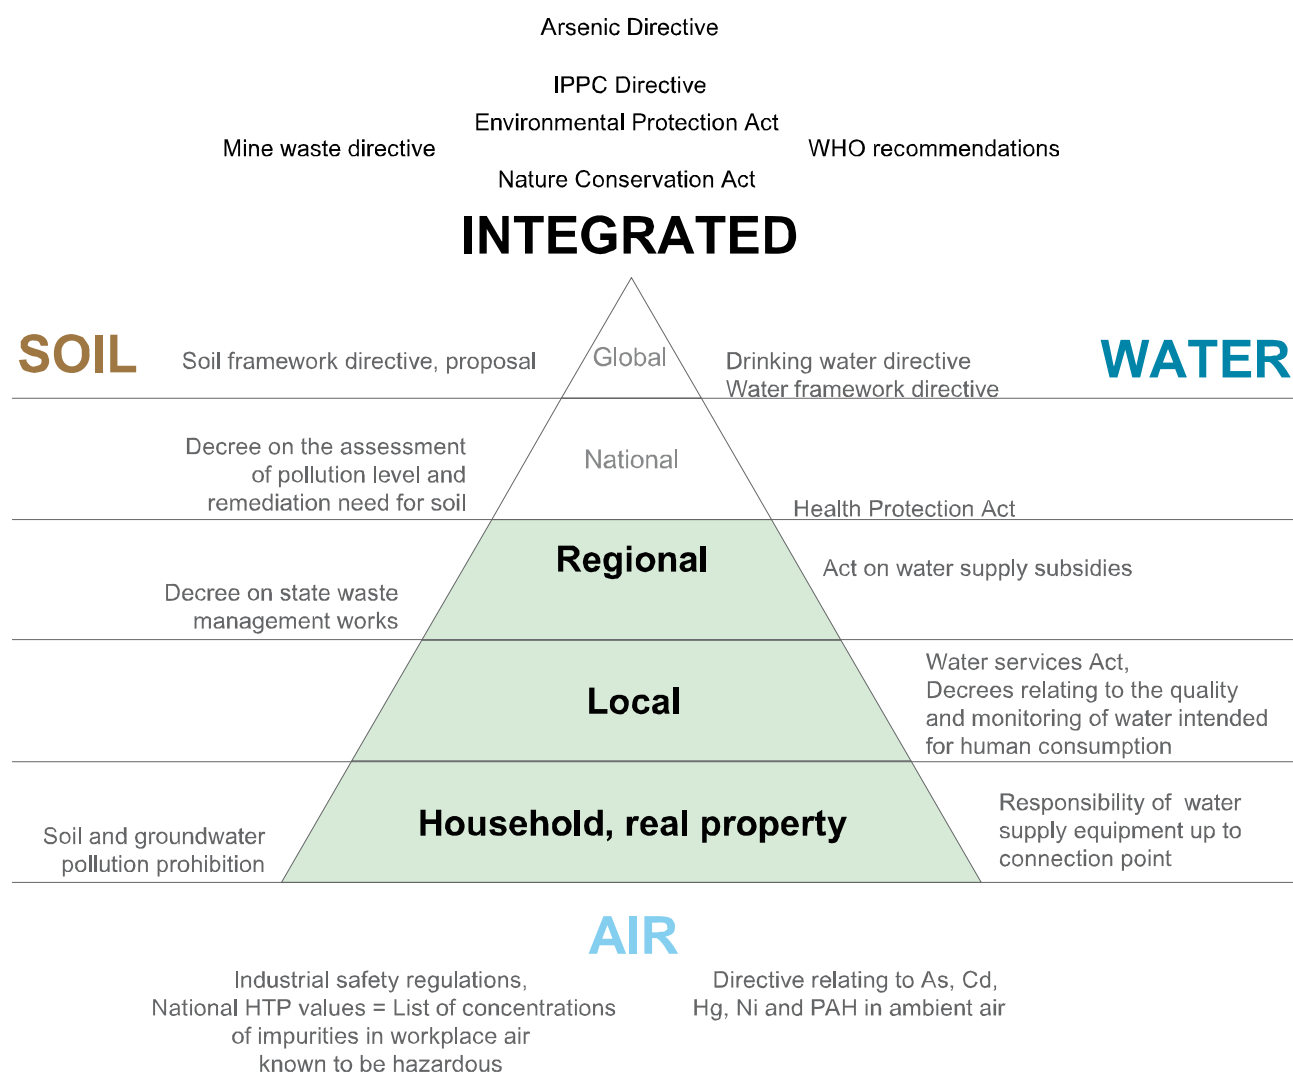 Arsenic Directive
IPPC Directive
Environmental Protection Act
Mine waste directive
WHO recommendations
Nature Conservation Act
INTEGRATED
SOIL
Soil framework directive, proposal
Global
Drinking water directive
Water framework directive
WATER
Decree on the assessment
of pollution level and
remediation need for soil
National
Health Protection Act
Regional
Act on water supply subsidies
Decree on state waste
management works
Local
Water services Act,
Decrees relating to the quality
and monitoring of water intended
for human consumption
Household, real property
Soil and groundwater
pollution prohibition
Responsibility of water
supply equipment up to
connection point
AIR
Industrial safety regulations,
National HTP values = List of concentrations
of impurities in workplace air
known to be hazardous
Directive relating to As, Cd,
Hg, Ni and PAH in ambient air